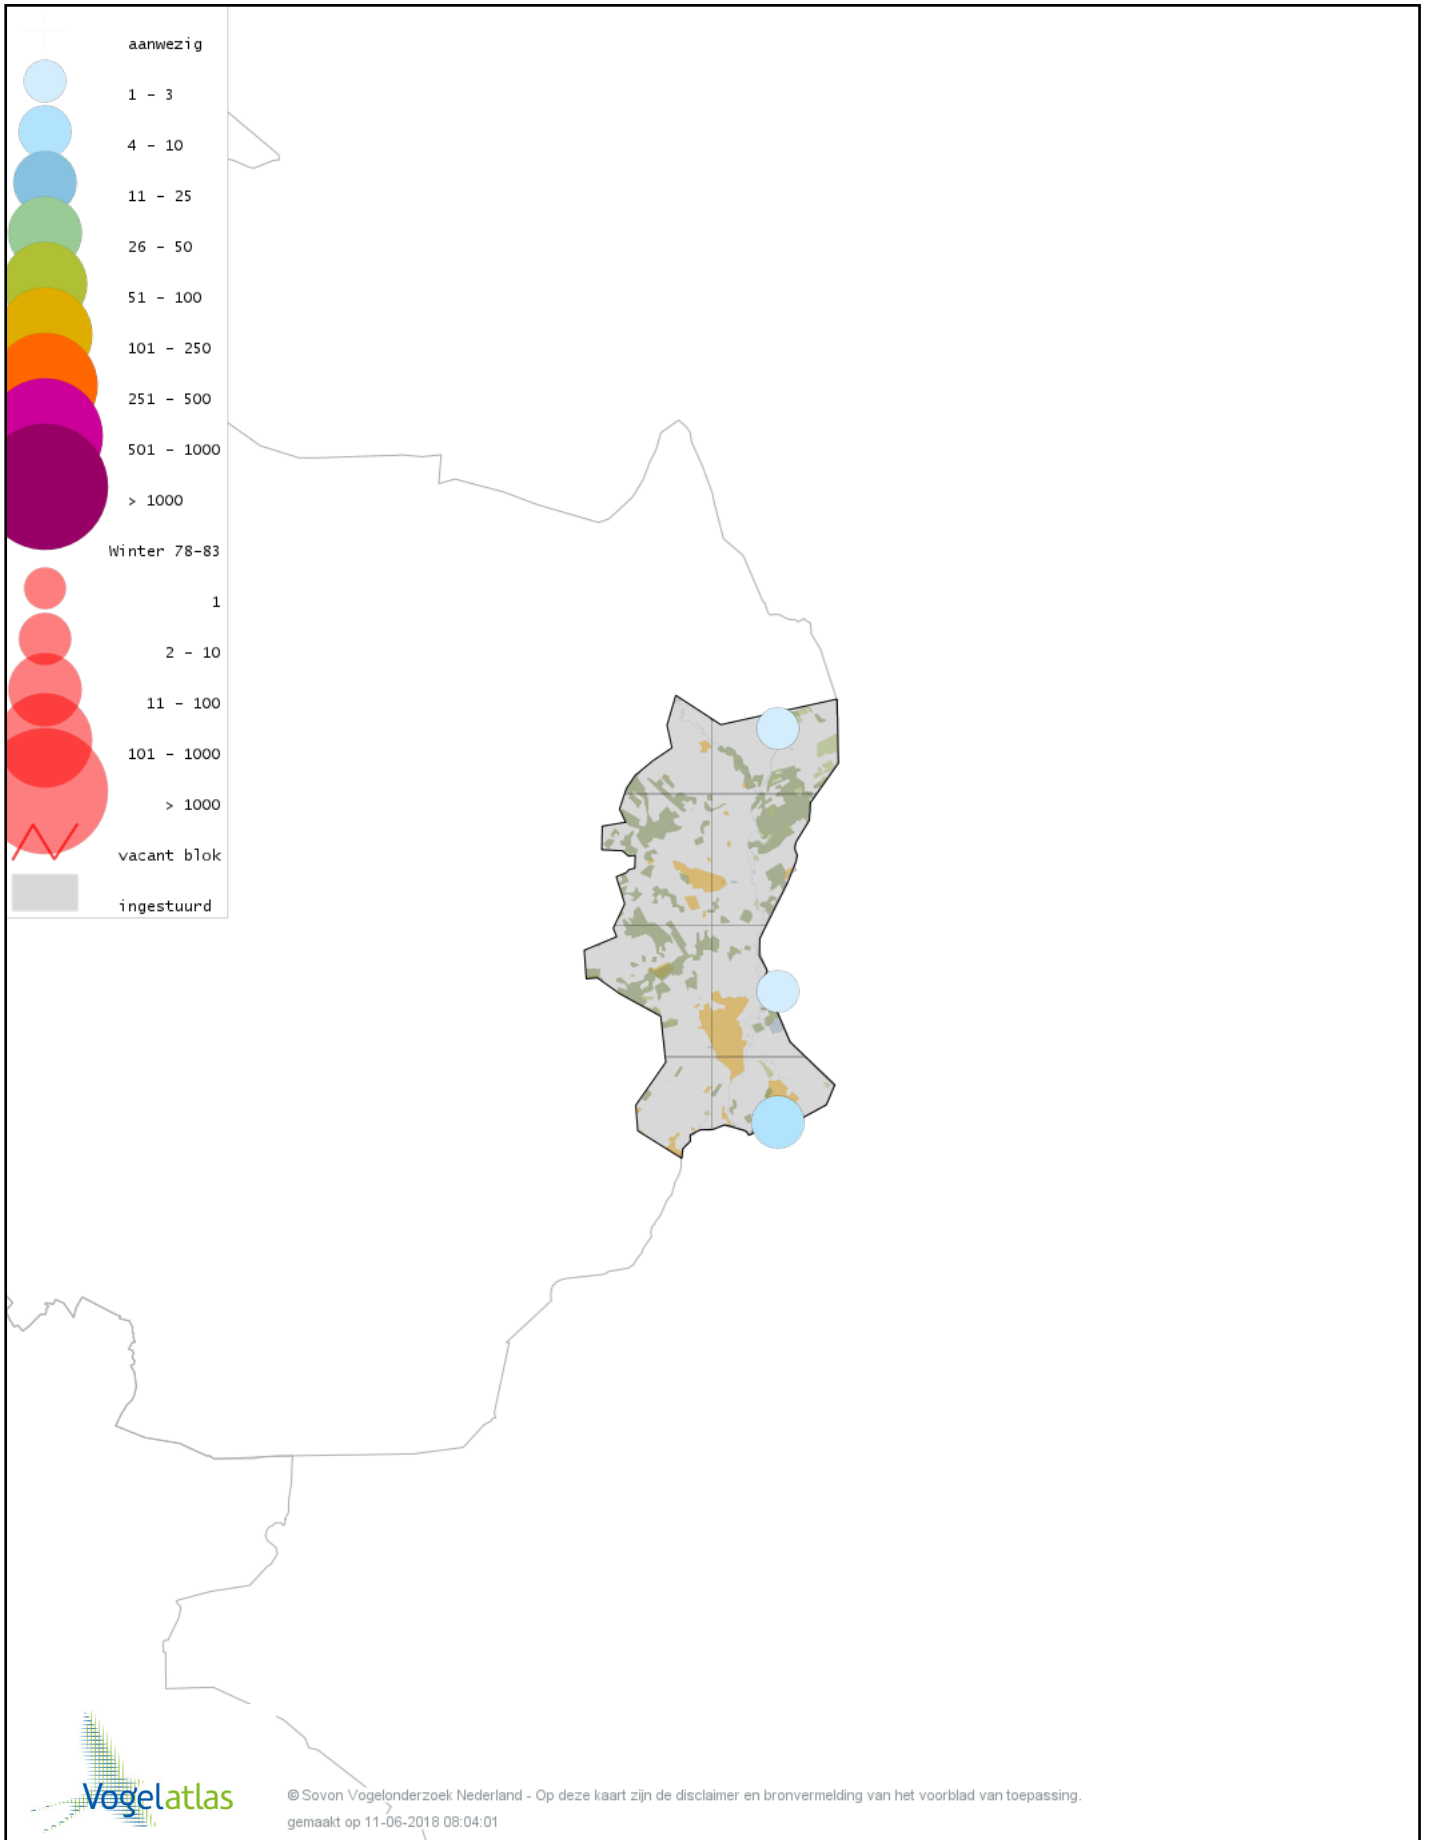 aanwezig
1 - 3
4 - 10
11 - 25
26 - 50
51 - 100
101 - 250
251 - 500
501 - 1000
> 1000
Winter 78-83
1
2 - 10
11 - 100
101 - 1000
> 1000
vacant blok
ingestuurd
Vogelatlas
© Sovon Vogelonderzoek Nederland - Op deze kaart zijn de disclaimer en bronvermelding van het voorblad van toepassing.
gemaakt op 11-06-2018 08:04:01